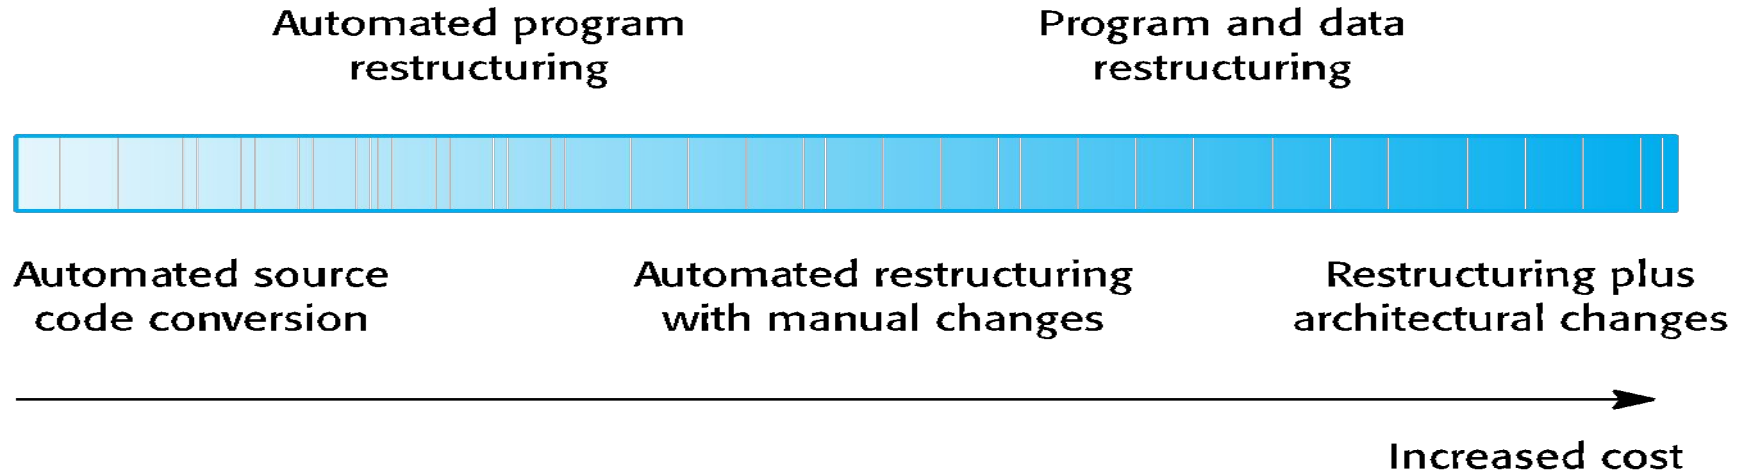 Automated program
restructuring
Program and data
restructuring
Automated source
code conversion
Automated restructuring
with manual changes
Restructuring plus
architectural changes
Increased cost